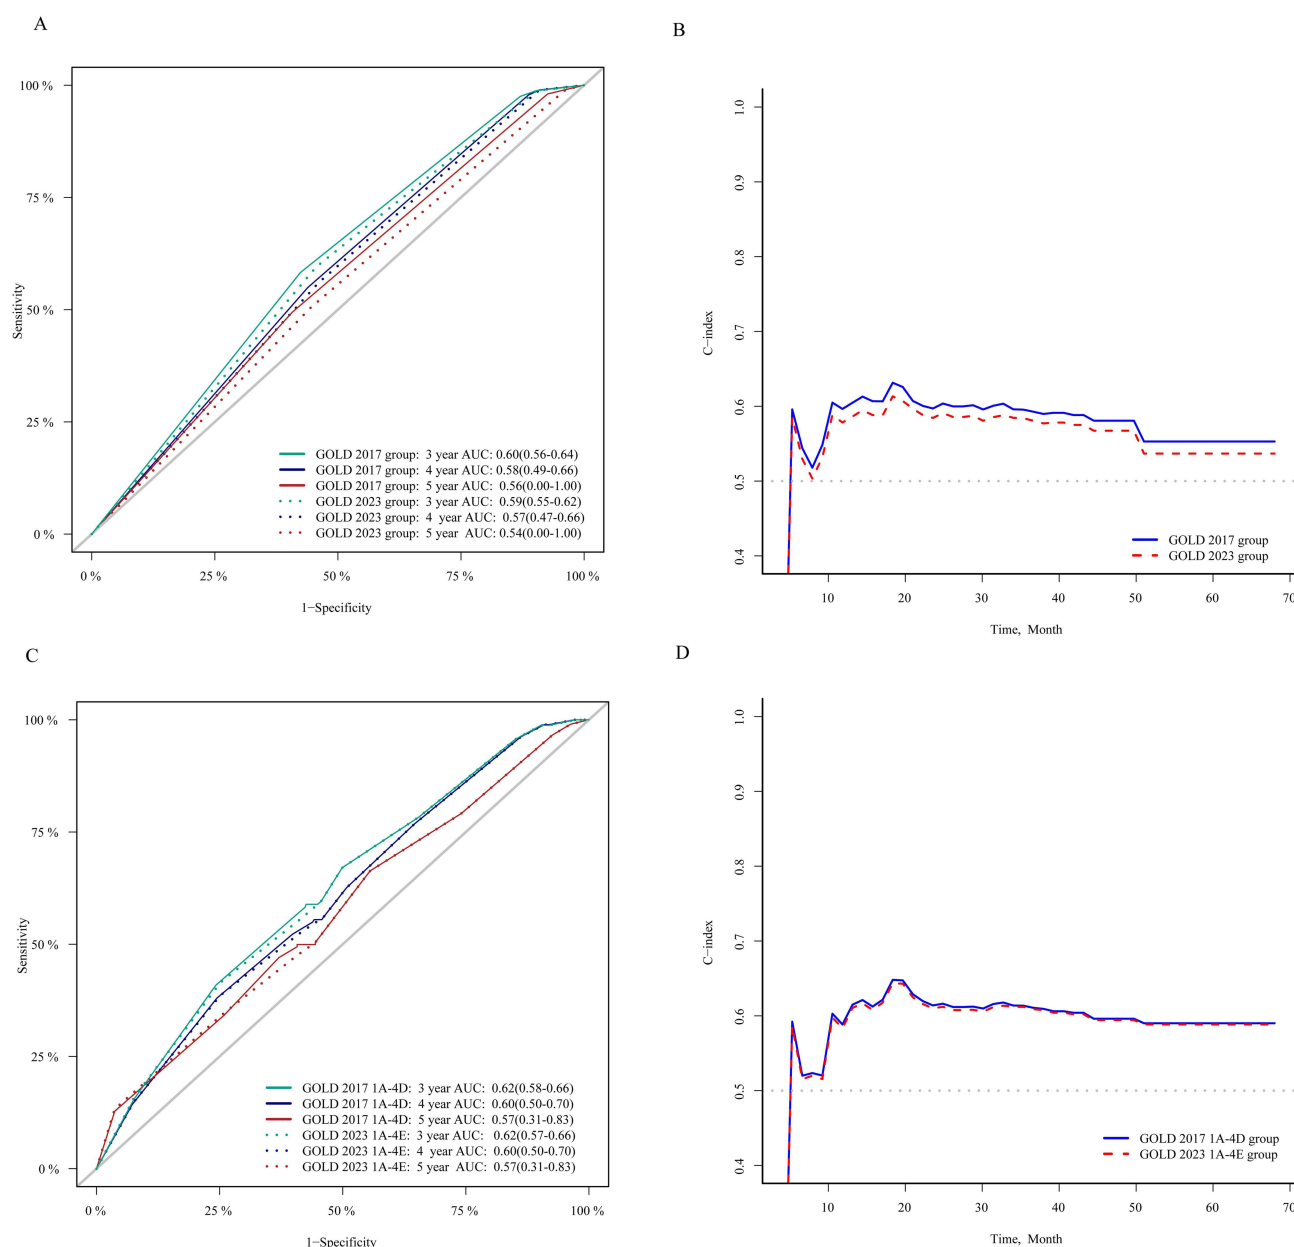 A
100 %
75 %
50 %
25 %
0 %
Sensitivity
GOLD 2017 group: 3 year AUC: 0.60(0.56-0.64)
GOLD 2017 group: 4 year AUC: 0.58(0.49-0.66)
GOLD 2017 group: 5 year AUC: 0.56(0.00-1.00)
GOLD 2023 group: 3 year AUC: 0.59(0.55-0.62)
GOLD 2023 group: 4 year AUC: 0.57(0.47-0.66)
GOLD 2023 group: 5 year AUC: 0.54(0.00-1.00)
0 % 25 % 50 % 75 % 100 %
1−Specificity
B
1.0
0.9
0.8
0.7
0.6
0.5
0.4
C−index
GOLD 2017 group
GOLD 2023 group
10 20 30 40 50 60 70
Time, Month
C
100 %
75 %
50 %
25 %
0 %
Sensitivity
GOLD 2017 1A-4D: 3 year AUC: 0.62(0.58-0.66)
GOLD 2017 1A-4D: 4 year AUC: 0.60(0.50-0.70)
GOLD 2017 1A-4D: 5 year AUC: 0.57(0.31-0.83)
GOLD 2023 1A-4E: 3 year AUC: 0.62(0.57-0.66)
GOLD 2023 1A-4E: 4 year AUC: 0.60(0.50-0.70)
GOLD 2023 1A-4E: 5 year AUC: 0.57(0.31-0.83)
0 % 25 % 50 % 75 % 100 %
1−Specificity
D
1.0
0.9
0.8
0.7
0.6
0.5
0.4
C−index
GOLD 2017 1A-4D group
GOLD 2023 1A-4E group
10 20 30 40 50 60 70
Time, Month